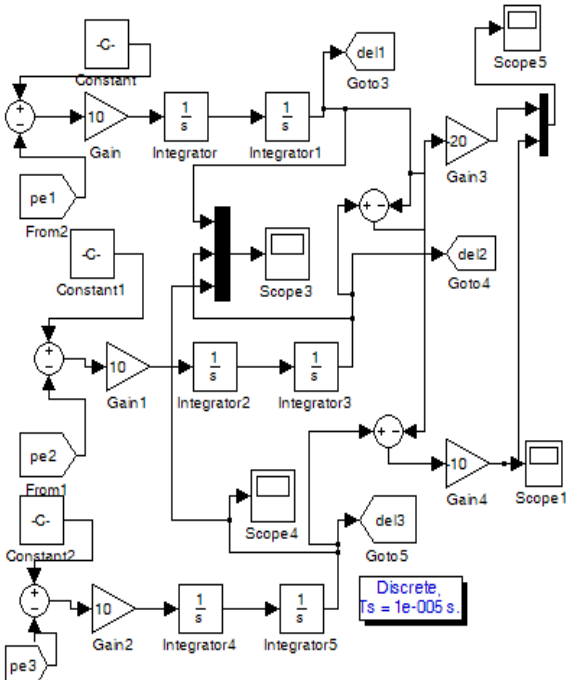 -C-
Constant
Scope5
del1
Goto3
+
−
10
Gain
1
s
Integrator
1
s
Integrator1
-20
Gain3
pe1
From2
+ −
-C-
Constant1
Scope3
del2
Goto4
+
−
10
Gain1
1
s
Integrator2
1
s
Integrator3
pe2
From1
+ −
-10
Gain4
Scope1
-C-
Constant2
Scope4
del3
Goto5
Discrete,
Ts = 1e-005 s.
+
−
10
Gain2
1
s
Integrator4
1
s
Integrator5
pe3